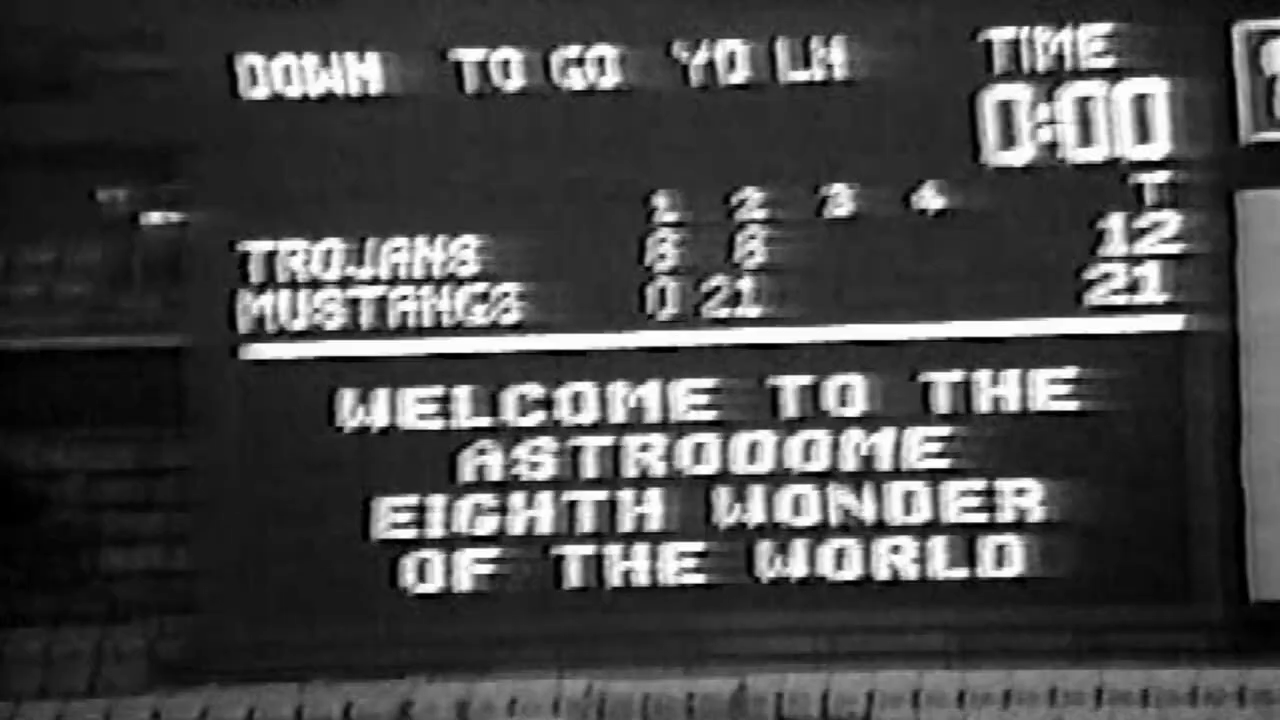 DOWN TO GO YD LN TIME
0:00
1 2 3 4 T
TROJANS 6 6 12
MUSTANGS 0 21 21
WELCOME TO THE
ASTRODOME
EIGHTH WONDER
OF THE WORLD